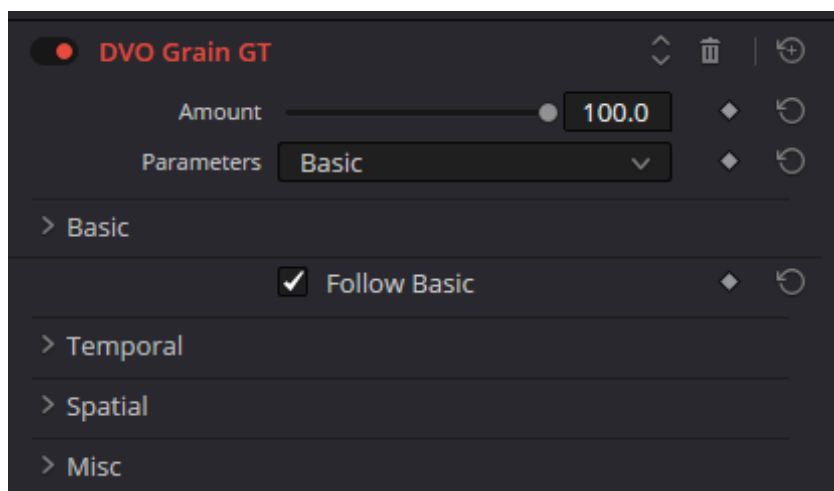 DVO Grain GT
Amount 100.0
Parameters Basic
Basic
Follow Basic
Temporal
Spatial
Misc